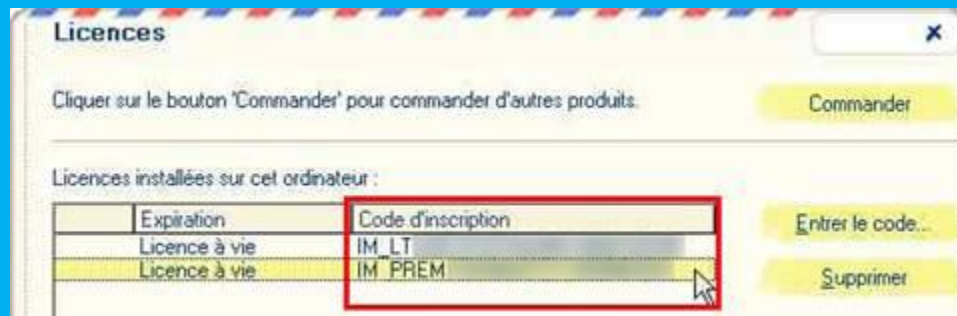 Licences
Cliquer sur le bouton 'Commander' pour commander d'autres produits.
Commander
Licences installées sur cet ordinateur :
Expiration Code d'inscription
Entrer le code...
Licence à vie IM_LT
Licence à vie IM_PREM
Supprimer